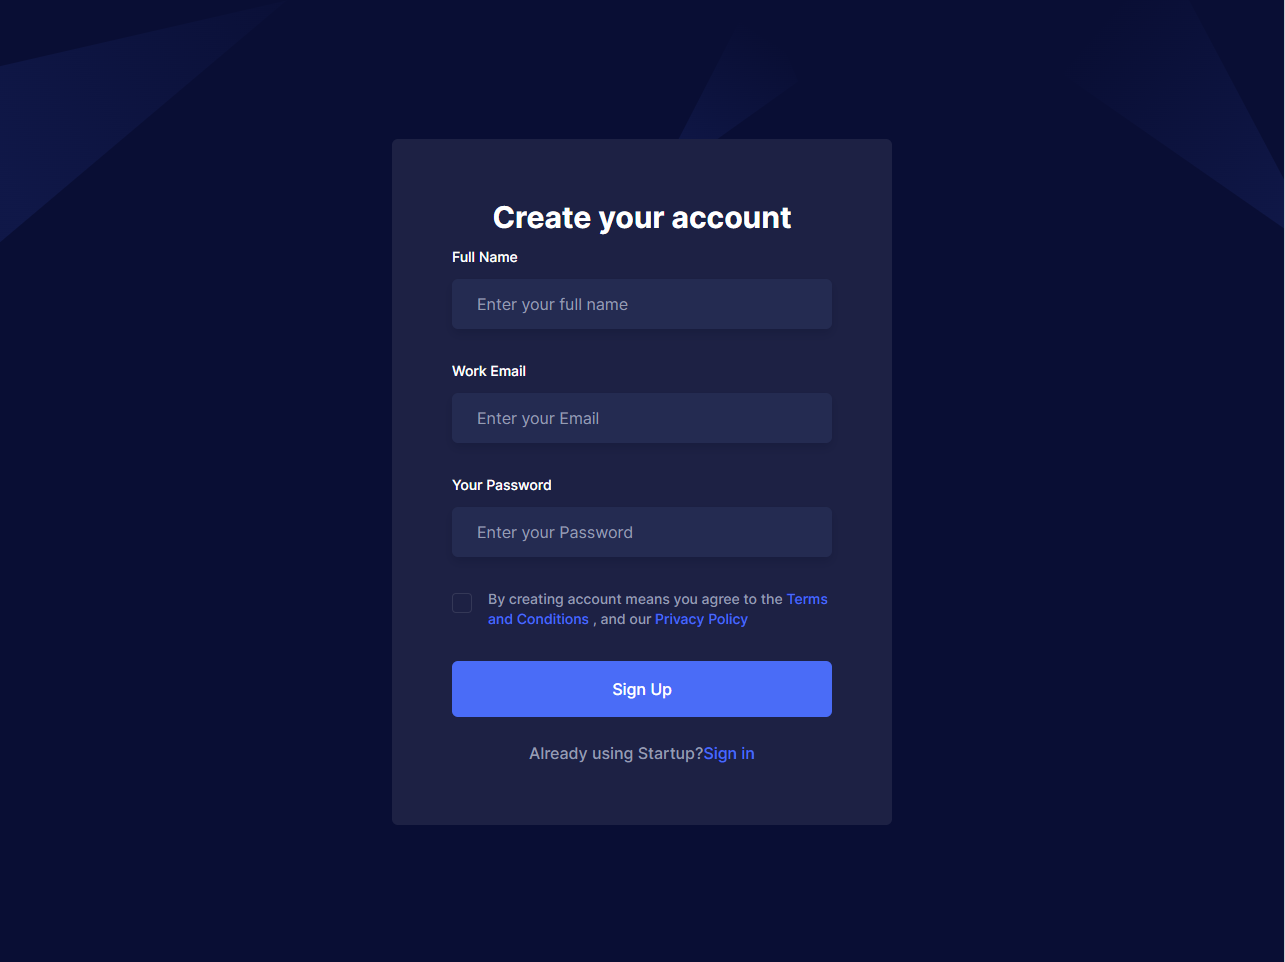 Create your account
Full Name
Enter your full name
Work Email
Enter your Email
Your Password
Enter your Password
By creating account means you agree to the Terms
and Conditions , and our Privacy Policy
Sign Up
Already using Startup?Sign in